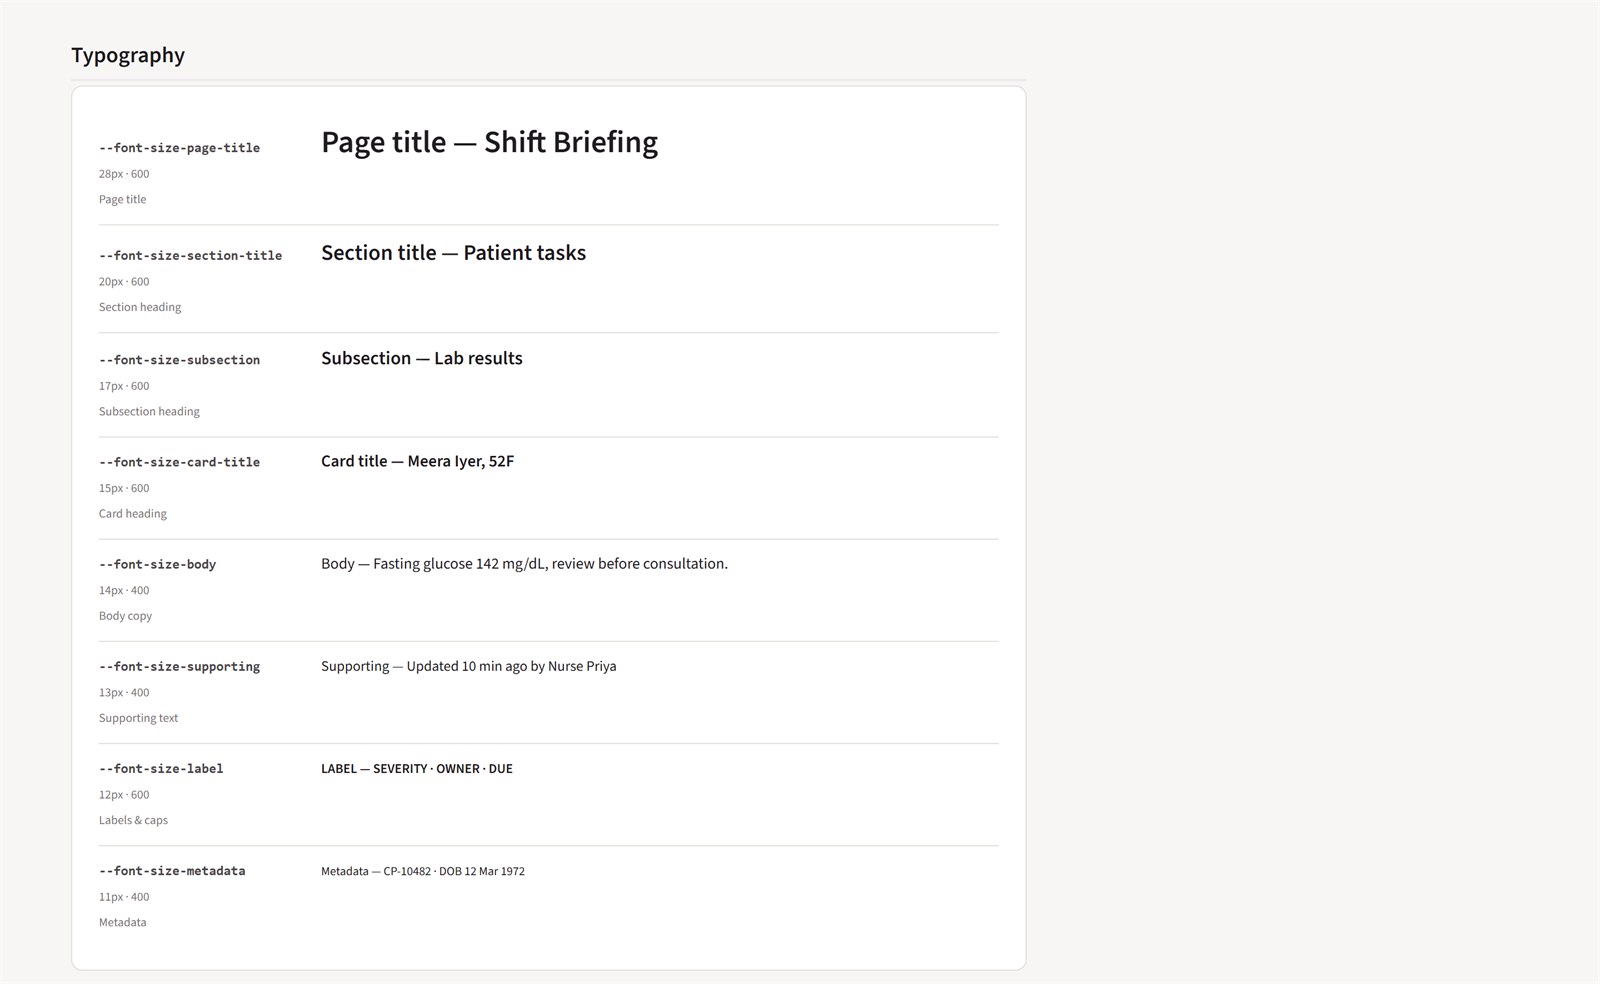 Typography
--font-size-page-title
Page title — Shift Briefing
28px · 600
Page title
--font-size-section-title
Section title — Patient tasks
20px · 600
Section heading
--font-size-subsection
Subsection — Lab results
17px · 600
Subsection heading
--font-size-card-title
Card title — Meera Iyer, 52F
15px · 600
Card heading
--font-size-body
Body — Fasting glucose 142 mg/dL, review before consultation.
14px · 400
Body copy
--font-size-supporting
Supporting — Updated 10 min ago by Nurse Priya
13px · 400
Supporting text
--font-size-label
LABEL — SEVERITY · OWNER · DUE
12px · 600
Labels & caps
--font-size-metadata
Metadata — CP-10482 · DOB 12 Mar 1972
11px · 400
Metadata